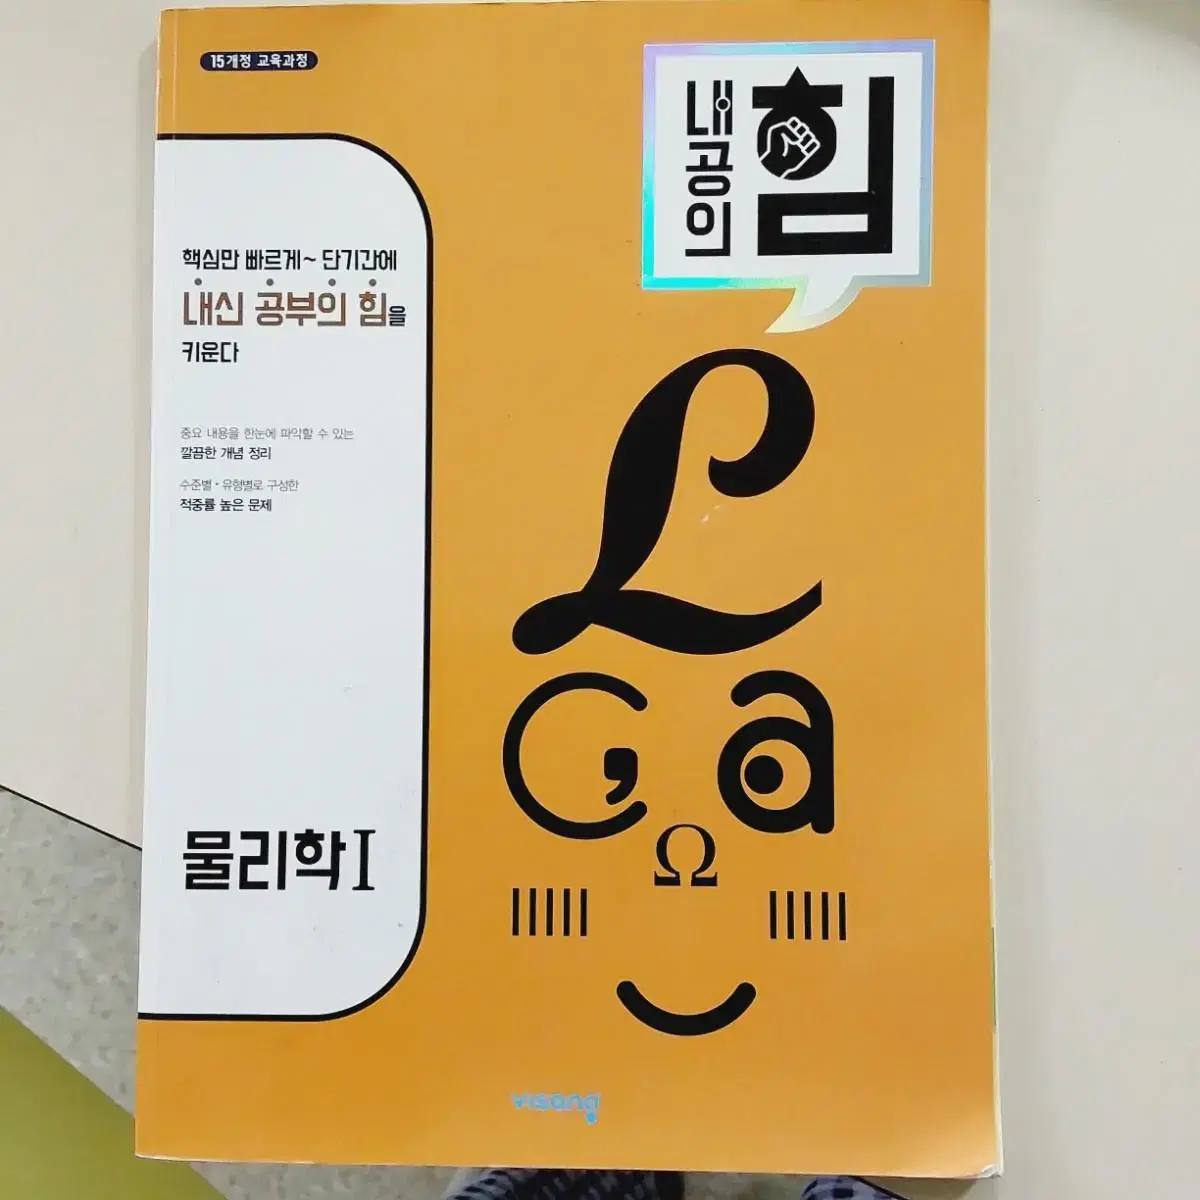 15개정 교육과정
내공의 힘
핵심만 빠르게~ 단기간에
내신 공부의 힘을
키운다
중요 내용을 한눈에 파악할 수 있는
깔끔한 개념 정리
수준별·유형별로 구성한
적중률 높은 문제
물리학I
L
C, a
Ω
visang